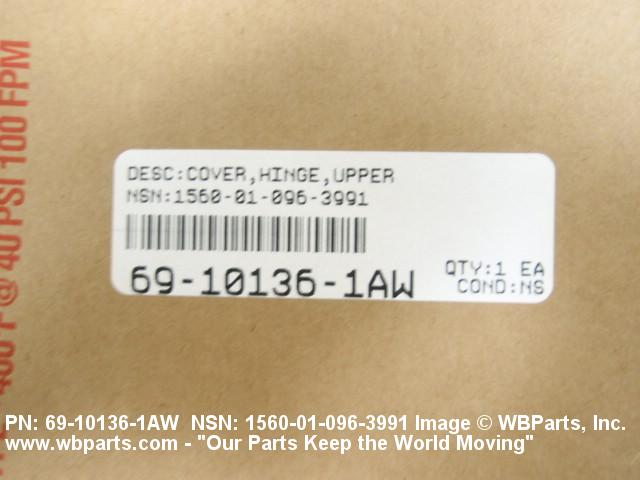 400 F @ 40 PSI 100 FPM
DESC:COVER,HINGE,UPPER
NSN:1560-01-096-3991
69-10136-1AW
QTY:1 EA
COND:NS
PN: 69-10136-1AW NSN: 1560-01-096-3991 Image © WBParts, Inc.
www.wbparts.com - "Our Parts Keep the World Moving"